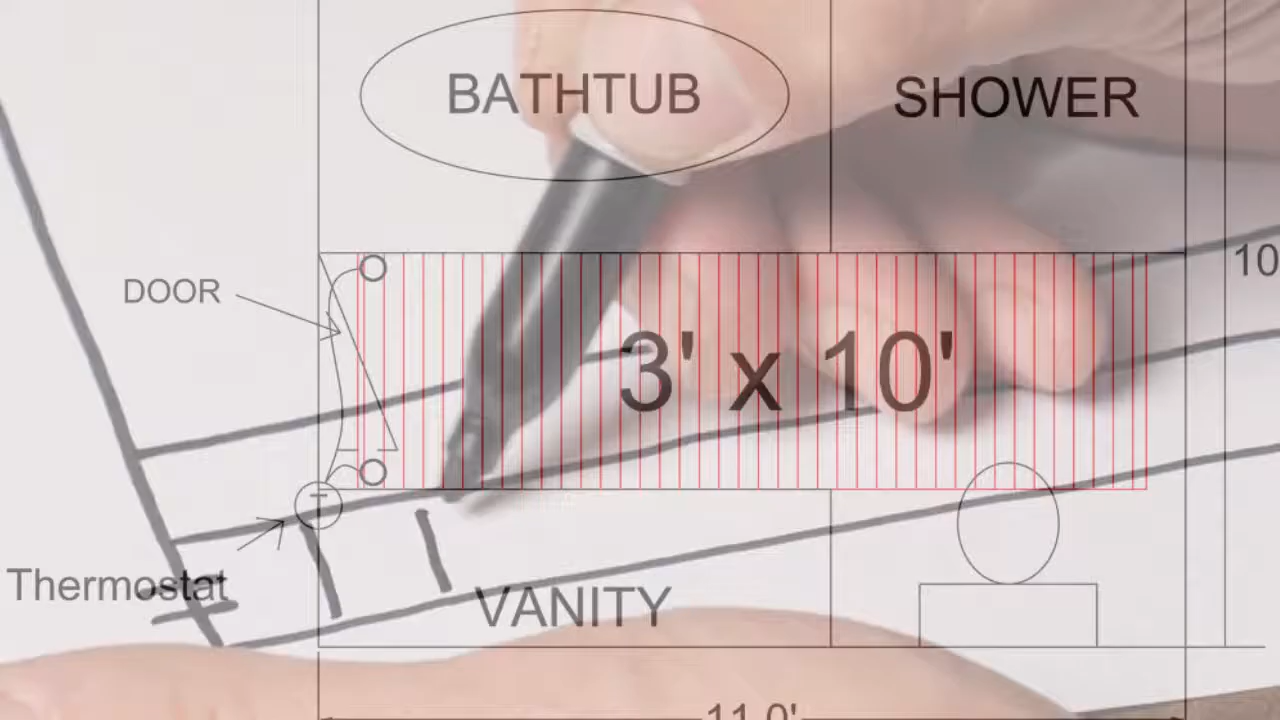 BATHTUB
SHOWER
DOOR
10
3' x 10'
T
Thermostat
VANITY
11.0'